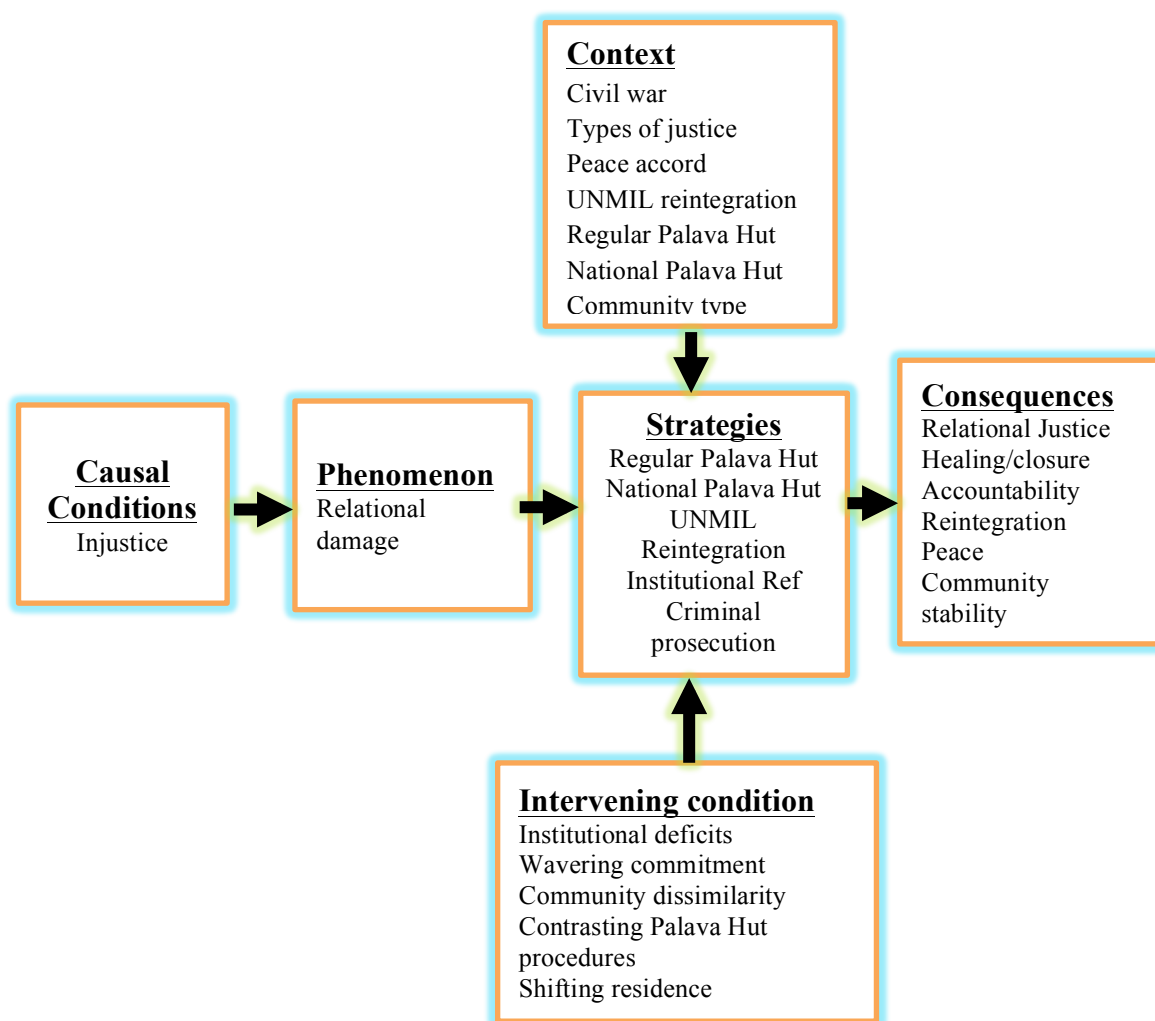 Context
Civil war
Types of justice
Peace accord
UNMIL reintegration
Regular Palava Hut
National Palava Hut
Community type
Causal
Conditions
Injustice
Phenomenon
Relational
damage
Strategies
Regular Palava Hut
National Palava Hut
UNMIL
Reintegration
Institutional Ref
Criminal
prosecution
Consequences
Relational Justice
Healing/closure
Accountability
Reintegration
Peace
Community
stability
Intervening condition
Institutional deficits
Wavering commitment
Community dissimilarity
Contrasting Palava Hut
procedures
Shifting residence